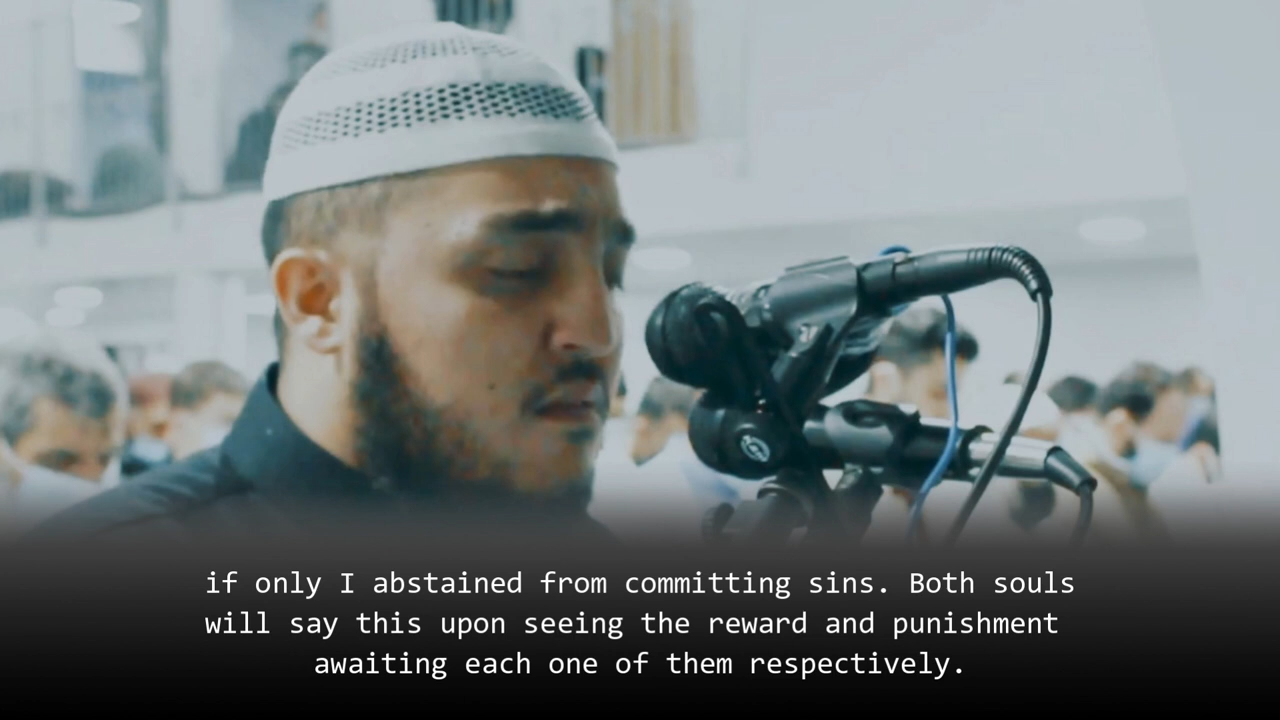 if only I abstained from committing sins. Both souls
will say this upon seeing the reward and punishment
awaiting each one of them respectively.